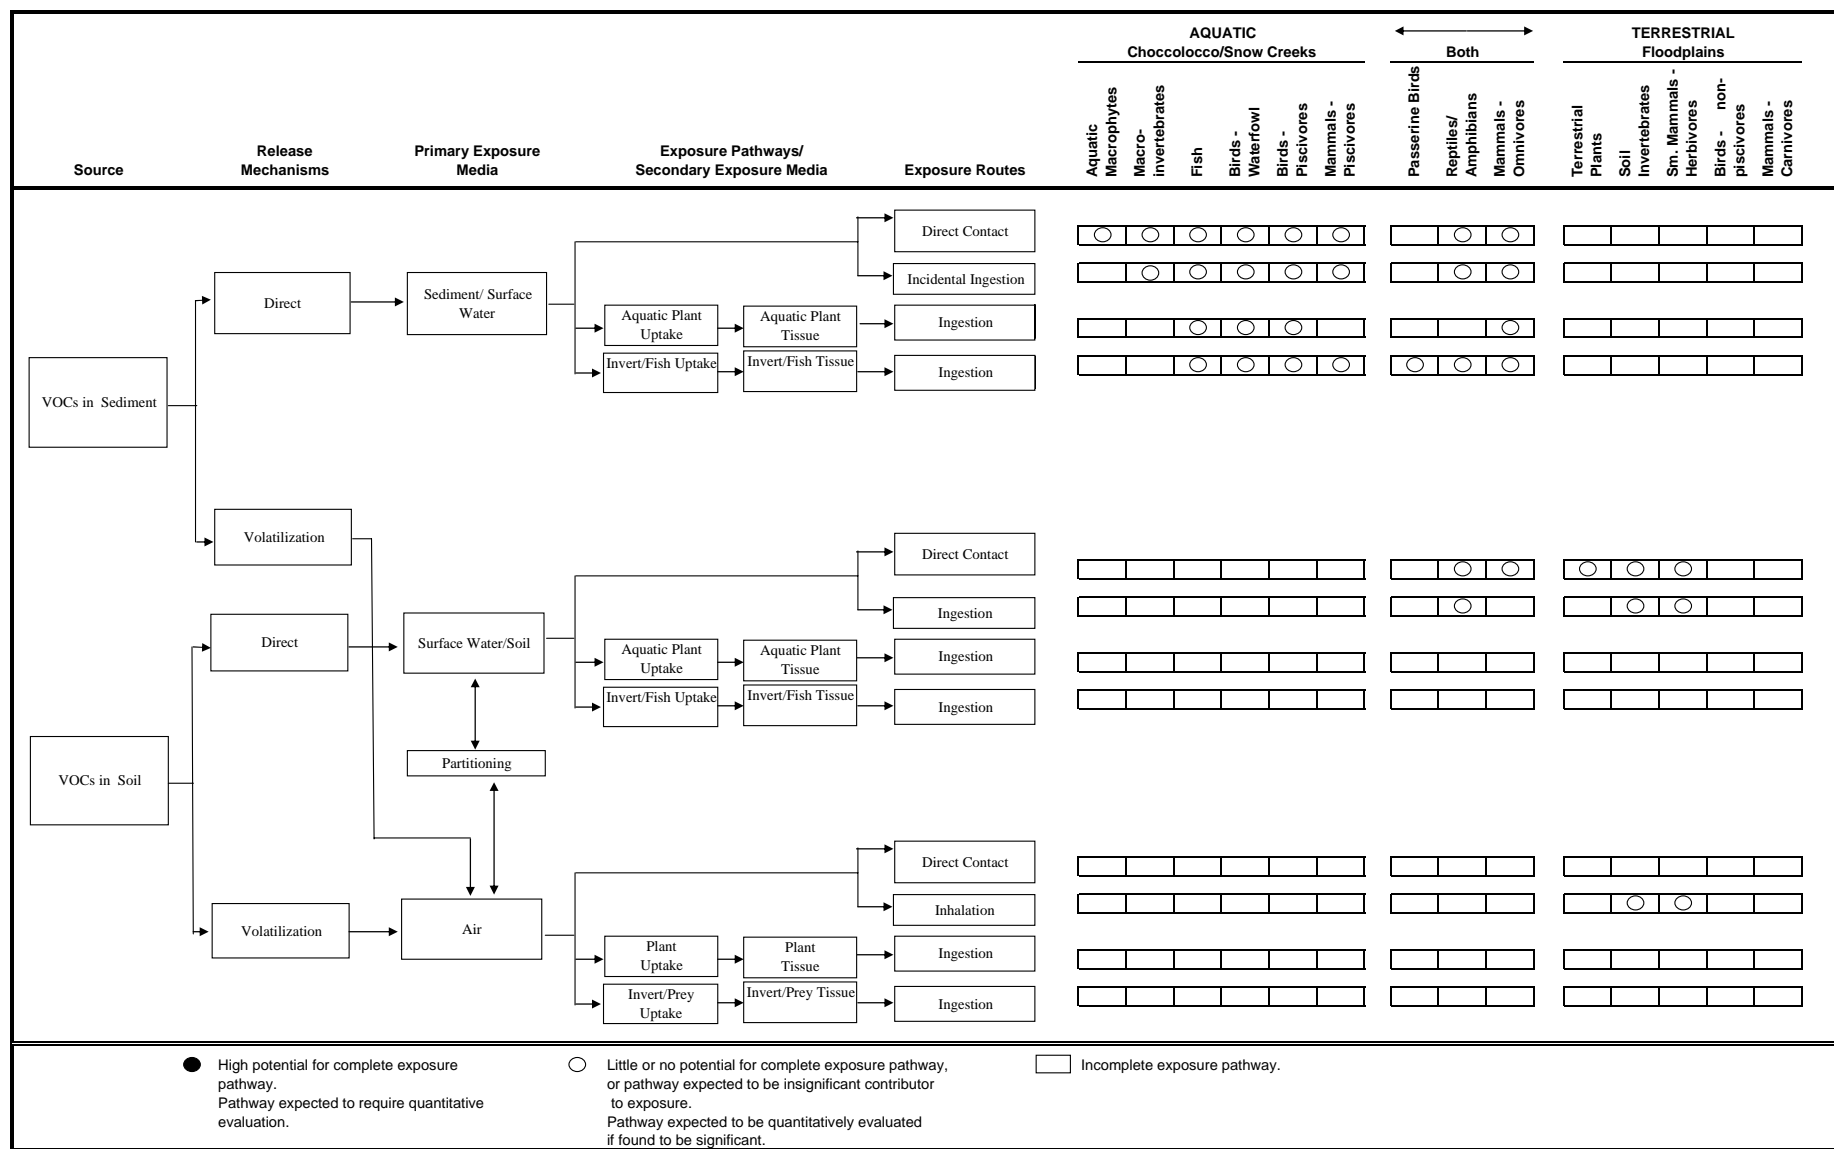 AQUATIC
Choccolocco/Snow Creeks
Both
TERRESTRIAL
Floodplains
Source
Release
Mechanisms
Primary Exposure
Media
Exposure Pathways/
Secondary Exposure Media
Exposure Routes
Aquatic
Macrophytes
Macro-
invertebrates
Fish
Birds -
Waterfowl
Birds -
Piscivores
Mammals -
Piscivores
Passerine Birds
Reptiles/
Amphibians
Mammals -
Omnivores
Terrestrial
Plants
Soil
Invertebrates
Sm. Mammals -
Herbivores
Birds - non-
piscivores
Mammals -
Carnivores
Direct Contact
Incidental Ingestion
Direct
Sediment/ Surface
Water
Aquatic Plant
Uptake
Aquatic Plant
Tissue
Ingestion
Invert/Fish Uptake
Invert/Fish Tissue
Ingestion
VOCs in Sediment
Volatilization
Direct Contact
Ingestion
Direct
Surface Water/Soil
Aquatic Plant
Uptake
Aquatic Plant
Tissue
Ingestion
Invert/Fish Uptake
Invert/Fish Tissue
Ingestion
Partitioning
VOCs in Soil
Direct Contact
Inhalation
Volatilization
Air
Plant
Uptake
Plant
Tissue
Ingestion
Invert/Prey
Uptake
Invert/Prey Tissue
Ingestion
High potential for complete exposure
pathway.
Pathway expected to require quantitative
evaluation.
Little or no potential for complete exposure pathway,
or pathway expected to be insignificant contributor
to exposure.
Pathway expected to be quantitatively evaluated
if found to be significant.
Incomplete exposure pathway.